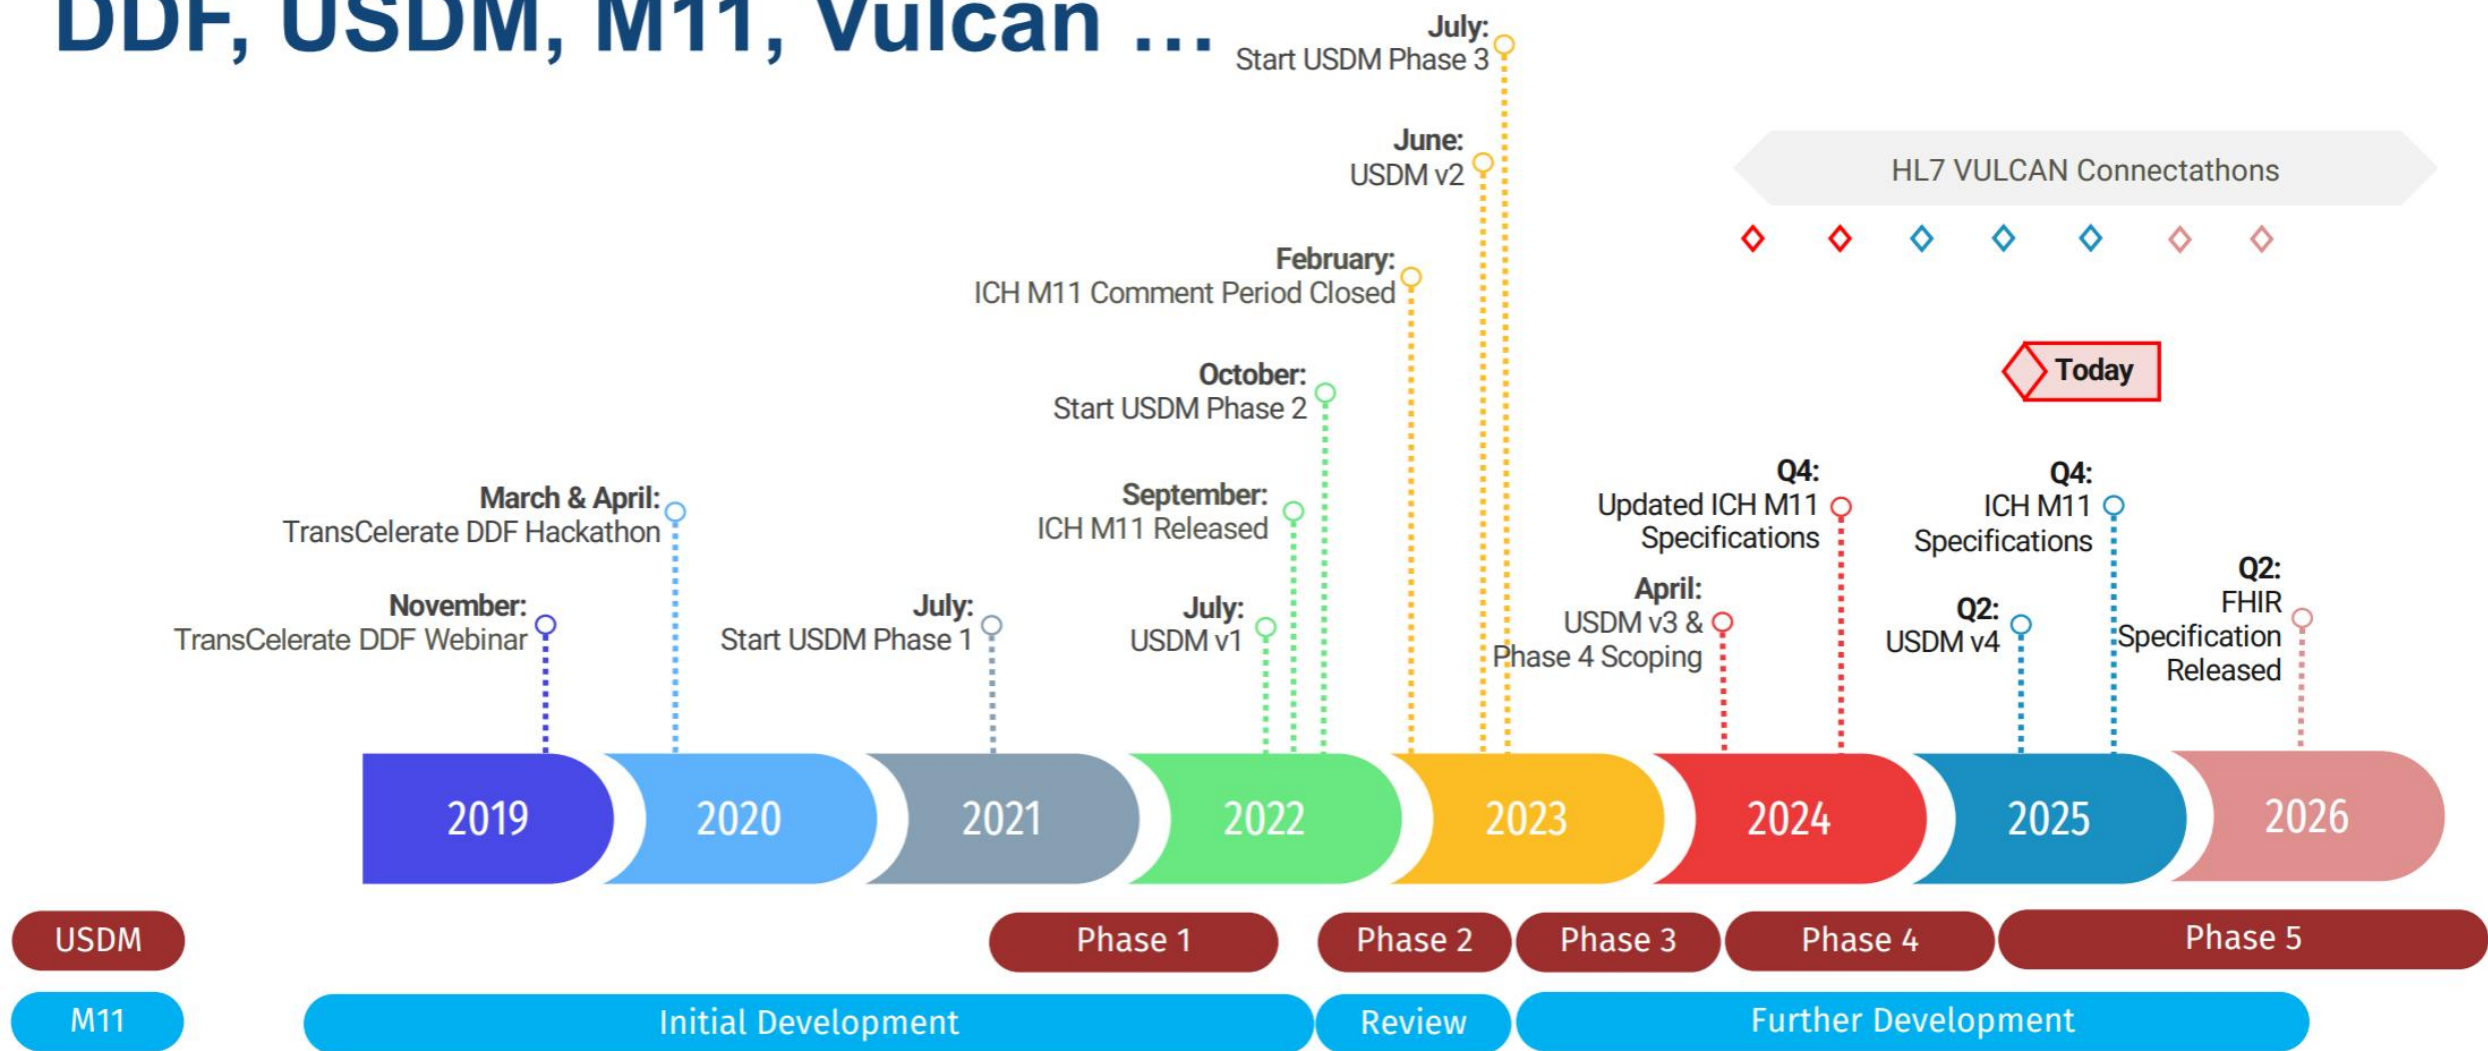 DDF, USDM, M11, Vulcan ...
July:
Start USDM Phase 3
June:
USDM v2
HL7 VULCAN Connectathons
February:
ICH M11 Comment Period Closed
Today
October:
Start USDM Phase 2
March & April:
TransCelerate DDF Hackathon
September:
ICH M11 Released
Q4:
Updated ICH M11
Specifications
Q4:
ICH M11
Specifications
November:
TransCelerate DDF Webinar
July:
Start USDM Phase 1
July:
USDM v1
April:
USDM v3 &
Phase 4 Scoping
Q2:
USDM v4
Q2:
FHIR
Specification
Released
2019
2020
2021
2022
2023
2024
2025
2026
USDM
Phase 1
Phase 2
Phase 3
Phase 4
Phase 5
M11
Initial Development
Review
Further Development